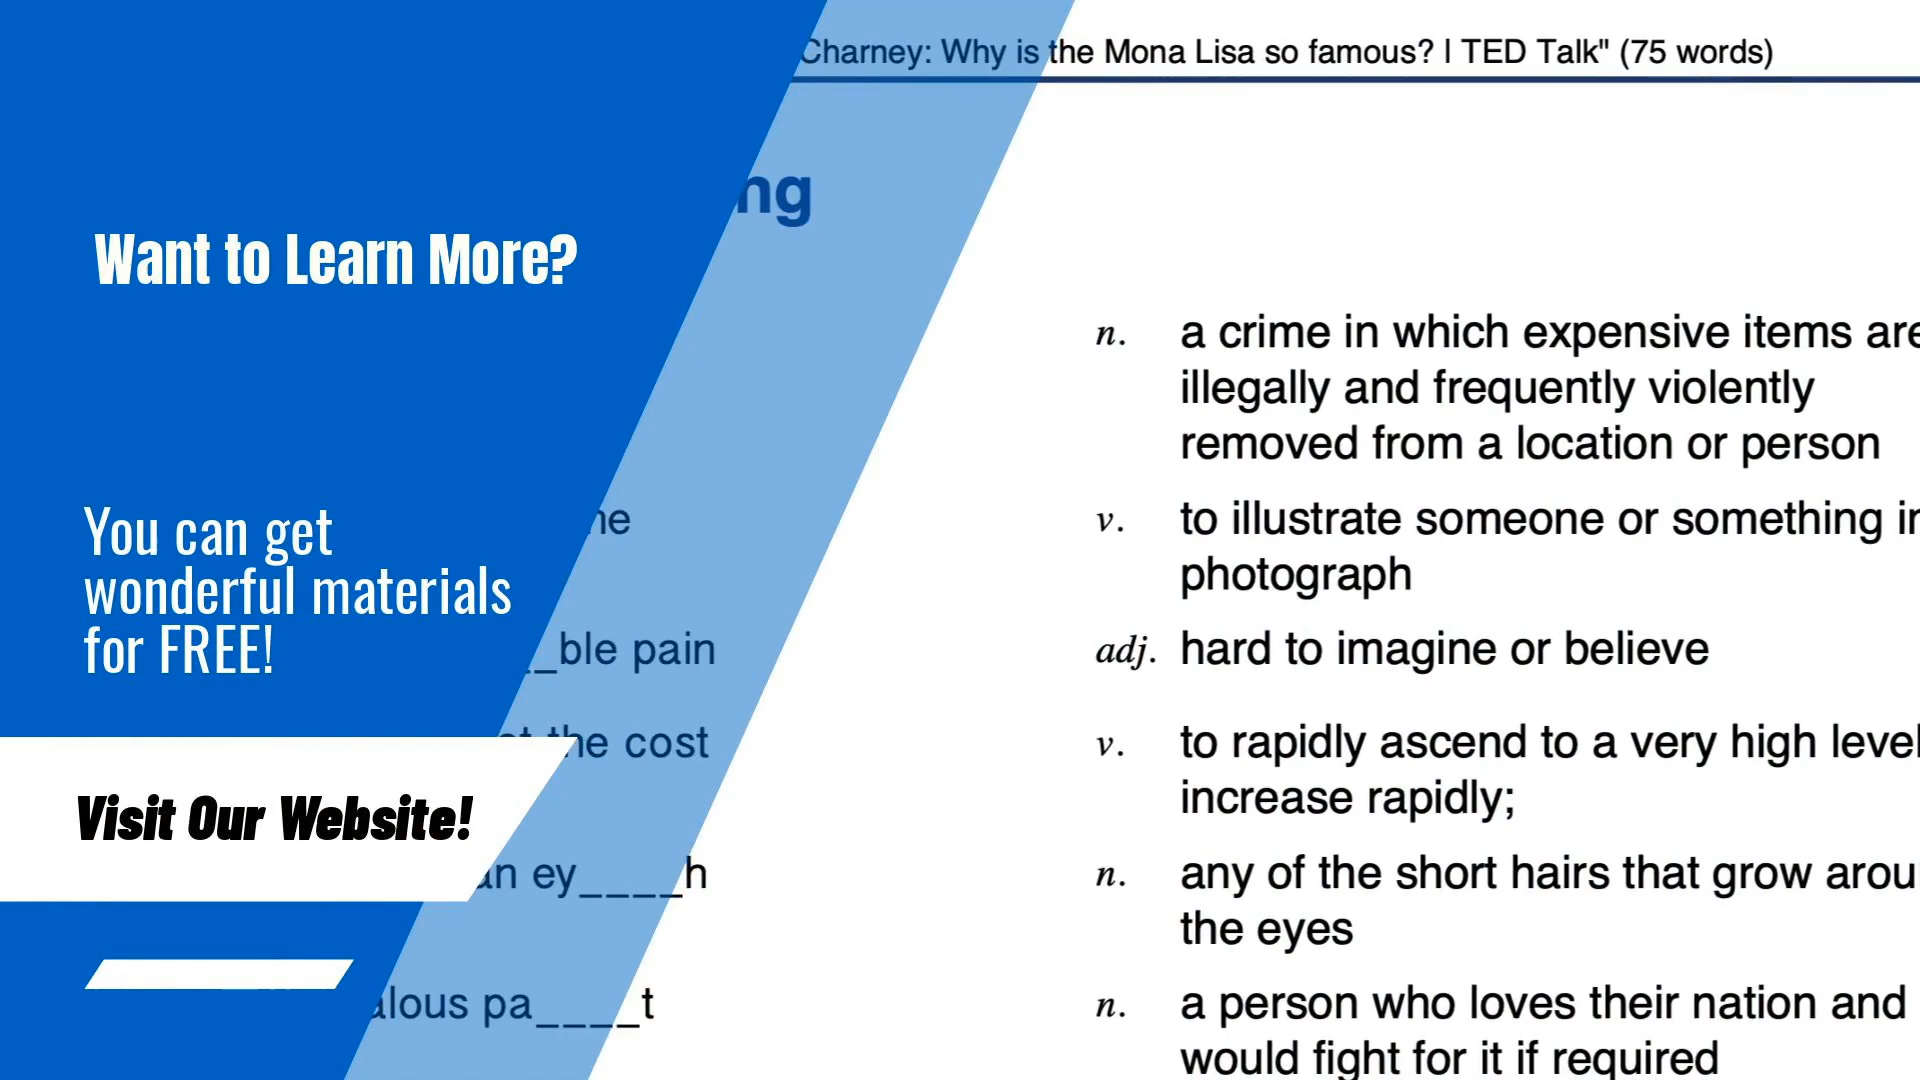 Charney: Why is the Mona Lisa so famous? | TED Talk" (75 words)
ng
Want to Learn More?
n. a crime in which expensive items are
illegally and frequently violently
removed from a location or person
You can get
wonderful materials
for FREE!
v. to illustrate someone or something in
photograph
_ble pain
adj. hard to imagine or believe
the cost
v. to rapidly ascend to a very high level
increase rapidly;
Visit Our Website!
an ey____h
n. any of the short hairs that grow arou
the eyes
alous pa____t
n. a person who loves their nation and
would fight for it if required